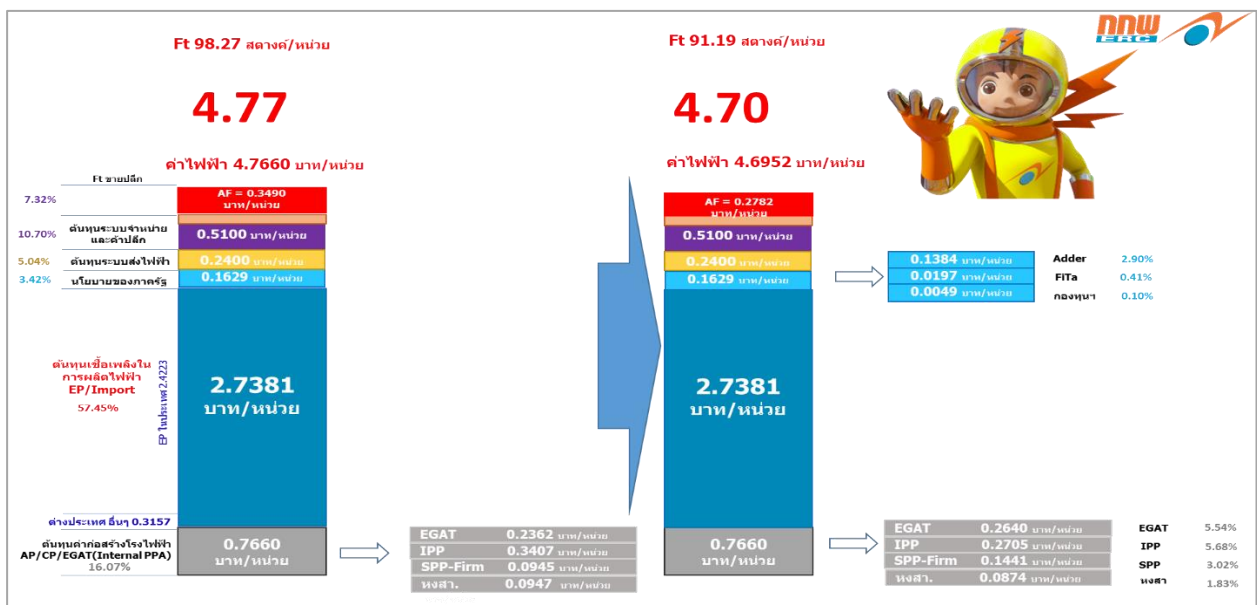 Ft 98.27 สตางค์/หน่วย
4.77
ค่าไฟฟ้า 4.7660 บาท/หน่วย
Ft ขายปลีก
7.32%
AF = 0.3490
บาท/หน่วย
10.70%
ต้นทุนระบบจำหน่าย
และค้าปลีก
0.5100 บาท/หน่วย
5.04%
ต้นทุนระบบส่งไฟฟ้า
0.2400 บาท/หน่วย
3.42%
นโยบายของภาครัฐ
0.1629 บาท/หน่วย
ต้นทุนเชื้อเพลิงใน
การผลิตไฟฟ้า
EP/Import
57.45%
EP ในประเทศ 2.4223
2.7381
บาท/หน่วย
ต่างประเทศ อื่นๆ 0.3157
ต้นทุนค่าก่อสร้างโรงไฟฟ้า
AP/CP/EGAT(Internal PPA)
16.07%
0.7660
บาท/หน่วย
EGAT 0.2362 บาท/หน่วย
IPP 0.3407 บาท/หน่วย
SPP-Firm 0.0945 บาท/หน่วย
หงสา. 0.0947 บาท/หน่วย
Ft 91.19 สตางค์/หน่วย
4.70
ค่าไฟฟ้า 4.6952 บาท/หน่วย
AF = 0.2782
บาท/หน่วย
0.5100 บาท/หน่วย
0.2400 บาท/หน่วย
0.1629 บาท/หน่วย
2.7381
บาท/หน่วย
0.7660
บาท/หน่วย
กกพ
ERC
0.1384 บาท/หน่วย Adder 2.90%
0.0197 บาท/หน่วย FiTa 0.41%
0.0049 บาท/หน่วย กองทุนฯ 0.10%
EGAT 0.2640 บาท/หน่วย EGAT 5.54%
IPP 0.2705 บาท/หน่วย IPP 5.68%
SPP-Firm 0.1441 บาท/หน่วย SPP 3.02%
หงสา. 0.0874 บาท/หน่วย หงสา 1.83%